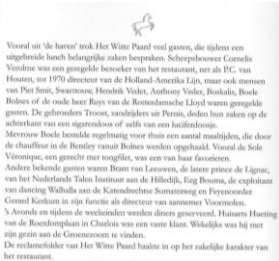 Vooral uit 'de haven' trok Het Witte Paard veel gasten, die tijdens een
uitgebreide lunch belangrijke zaken bespraken. Scheepsbouwer Cornelis
Verolme was een geregelde bezoeker van het restaurant, net als P.C. van
Houten, tot 1970 directeur van de Holland-Amerika Lijn, maar ook mensen
van Piet Smit, Swarttouw, Hendrik Veder, Anthony Veder, Boskalis, Boele
Bolnes of de oude heer Ruys van de Rotterdamsche Lloyd waren geregelde
gasten. De gebroeders Troost, zandrijders uit Pernis, deden hun zaken op de
achterkant van een sigarendoos of zelfs van een luciferdoosje.
Mevrouw Boele bestelde regelmatig voor thuis een aantal maaltijden, die door
de chauffeur in de Bentley vanuit Bolnes werden opgehaald. Vooral de Sole
Véronique, een gerecht met tongfilet, was een van haar favorieten.
Andere bekende gasten waren Bram van Leeuwen, de latere prince de Lignac,
van het Nederlands Talen Instituut aan de Hilledijk, Eeg Bouma, de exploitant
van dancing Walhalla aan de Katendrechtse Sumatraweg en Feyenoorder
Gerard Kerkum in zijn functie als directeur van aannemer Voormolen.
's Avonds en tijdens de weekeinden werden diners geserveerd. Huisarts Hueting
van de Roerdomplaan in Charlois was een vaste klant. Wekelijks was hij met
zijn gezin aan de Groenezoom te vinden.
De reclamefolder van Het Witte Paard haakte in op het zakelijke karakter van
het restaurant.